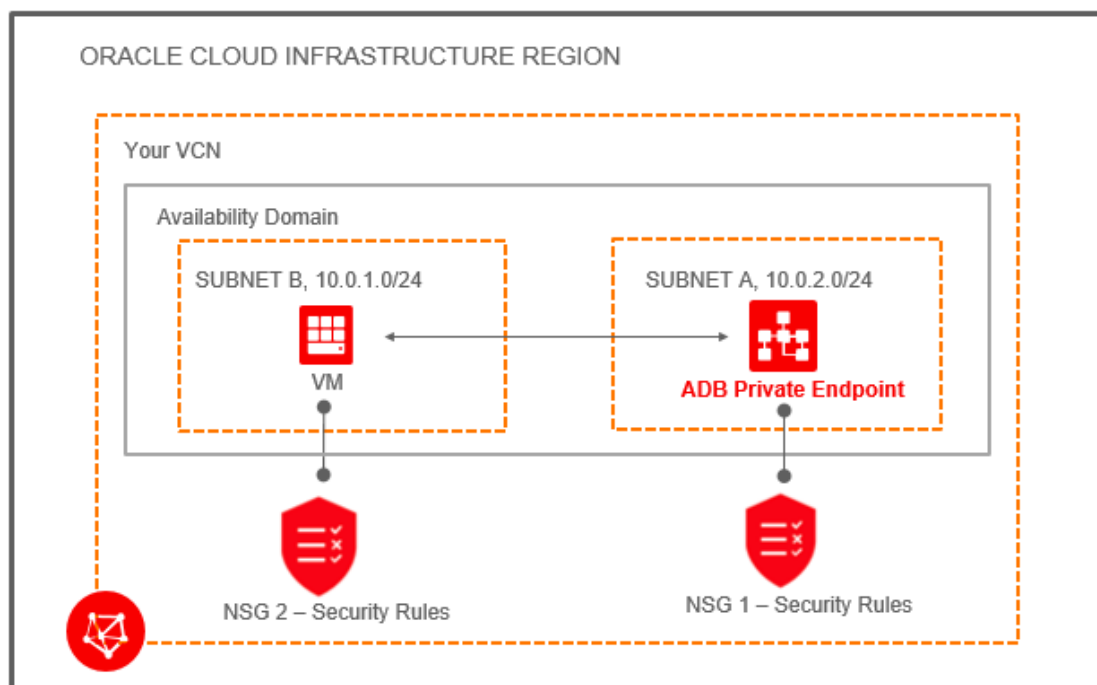 ORACLE CLOUD INFRASTRUCTURE REGION
Your VCN
Availability Domain
SUBNET B, 10.0.1.0/24
SUBNET A, 10.0.2.0/24
VM
ADB Private Endpoint
NSG 2 – Security Rules
NSG 1 – Security Rules